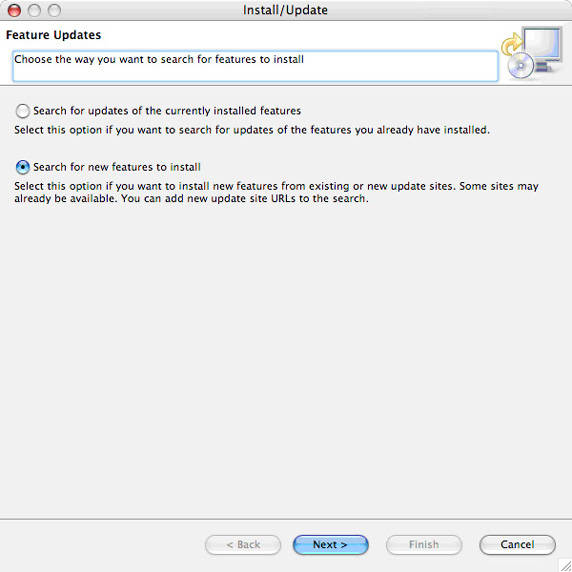 Install/Update
Feature Updates
Choose the way you want to search for features to install
Search for updates of the currently installed features
Select this option if you want to search for updates of the features you already have installed.
Search for new features to install
Select this option if you want to install new features from existing or new update sites. Some sites may
already be available. You can add new update site URLs to the search.
< Back
Next >
Finish
Cancel